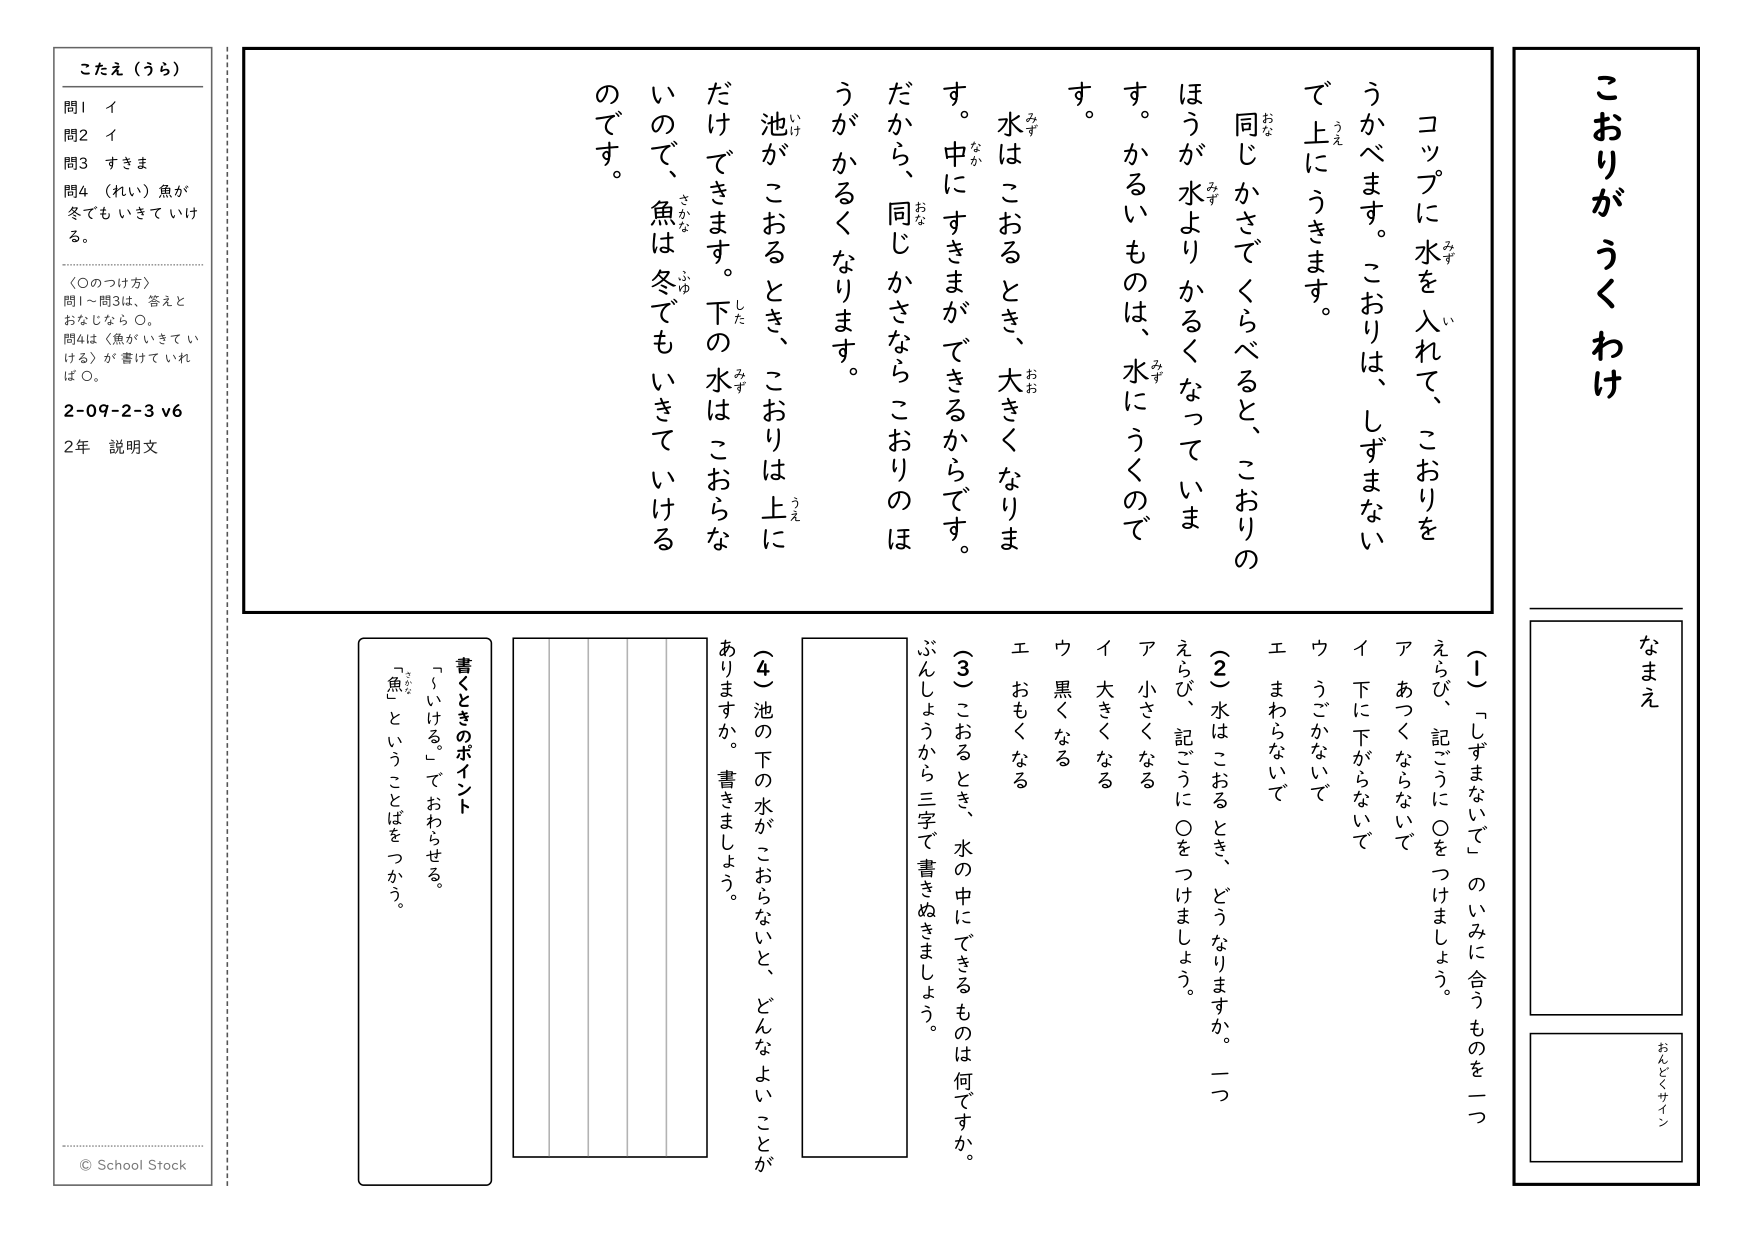 こおりが うく わけ
なまえ
おんどくサイン
コップに 水を 入れて、こおりを
うかべます。こおりは、しずまない
で 上に うきます。
同じ かさで くらべると、こおりの
ほうが 水より かるく なって いま
す。かるい ものは、水に うくので
す。
水は こおる とき、大きく なりま
す。中に すきまが できるからです。
だから、同じ かさなら こおりの ほ
うが かるく なります。
池が こおる とき、こおりは 上に
だけ できます。下の 水は こおらな
いので、魚は 冬でも いきて いける
のです。
(1)「しずまないで」の いみに 合う ものを 一つ
えらび、記ごうに 〇を つけましょう。
ア あつく ならないで
イ 下に 下がらないで
ウ うごかないで
エ まわらないで
(2) 水は こおる とき、どう なりますか。一つ
えらび、記ごうに 〇を つけましょう。
ア 小さく なる
イ 大きく なる
ウ 黒く なる
エ おもく なる
(3) こおる とき、水の 中に できる ものは 何ですか。
ぶんしょうから 三字で 書きぬきましょう。
(4) 池の 下の 水が こおらないと、どんな よい ことが
ありますか。書きましょう。
書くときのポイント
「〜いける。」で おわらせる。
「魚」と いう ことばを つかう。
こたえ（うら）
問1 イ
問2 イ
問3 すきま
問4 （れい）魚が
冬でも いきて いけ
る。
〈〇のつけ方〉
問1～問3は、答えと
おなじなら 〇。
問4は〈魚が いきて い
ける〉が 書けて いれ
ば 〇。
2-09-2-3 v6
2年 説明文
© School Stock